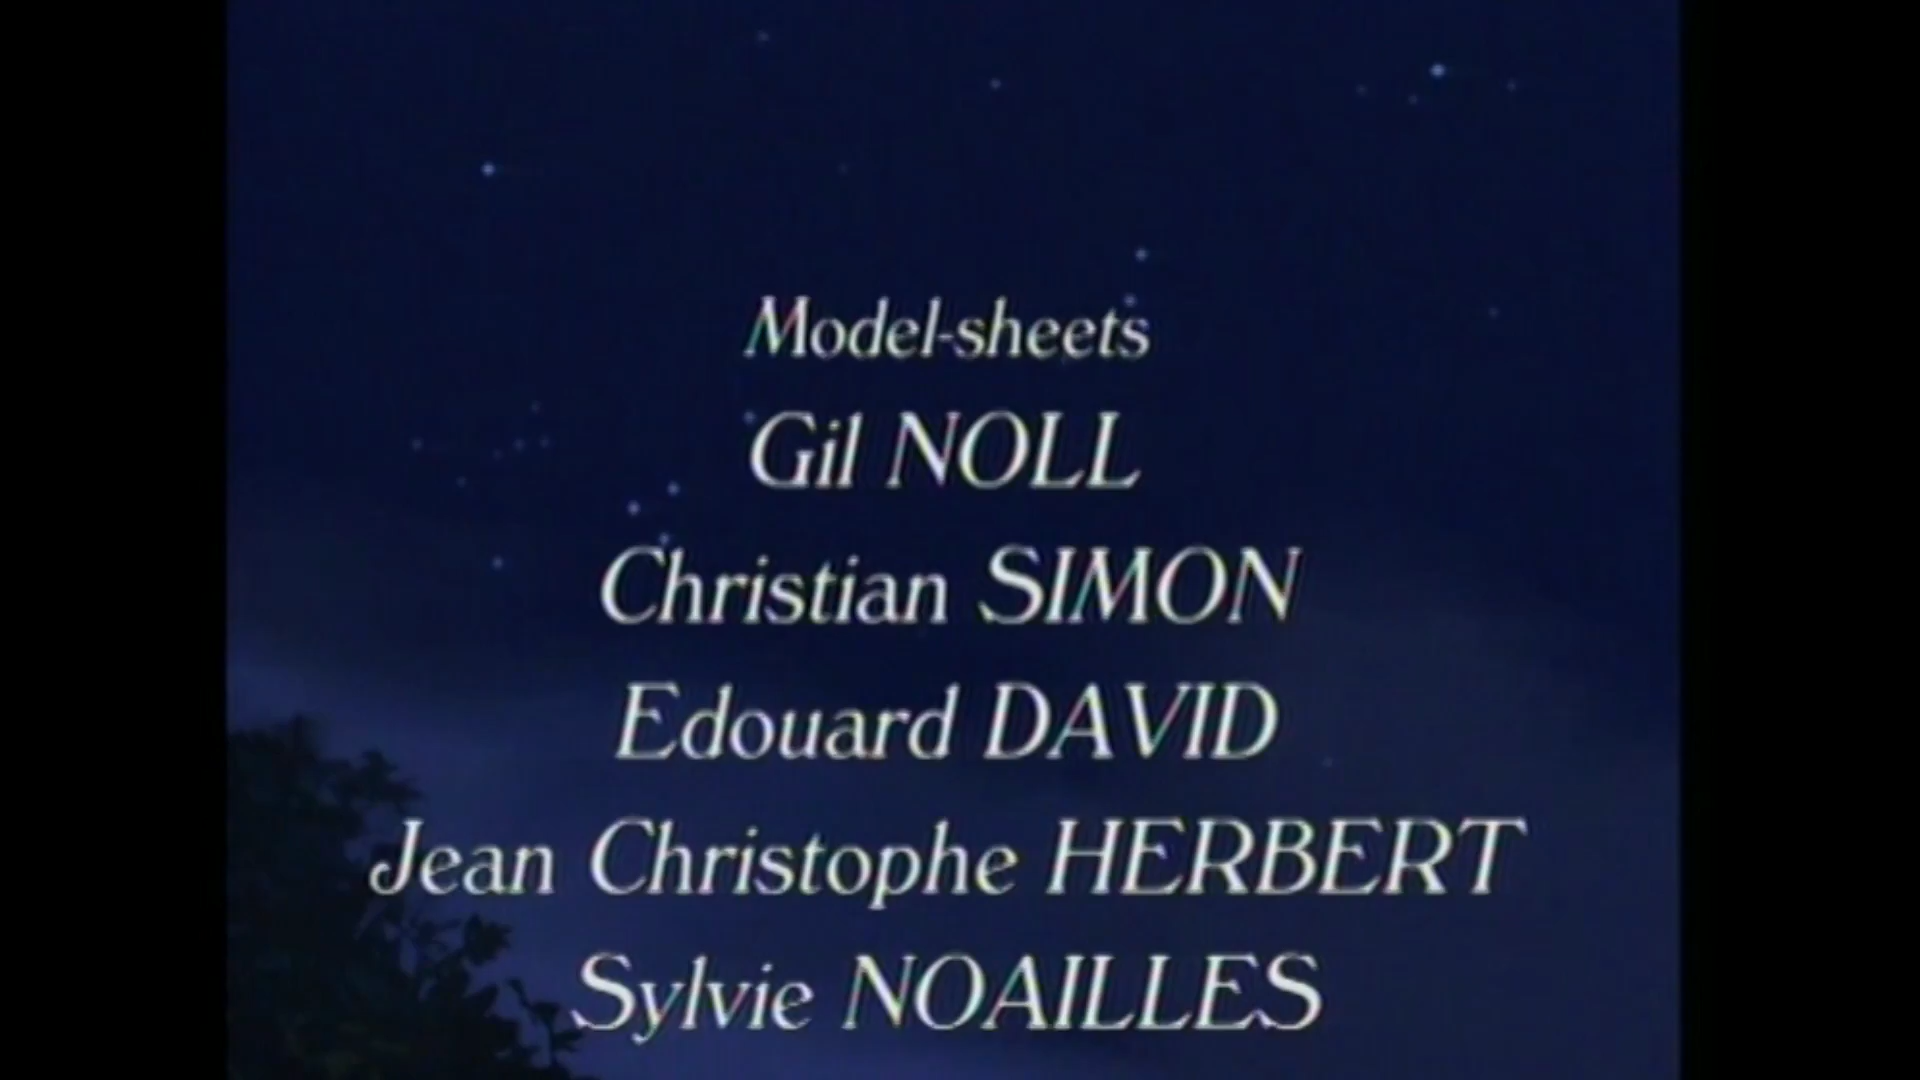 Model-sheets
Gil NOLL
Christian SIMON
Edouard DAVID
Jean Christophe HERBERT
Sylvie NOAILLES